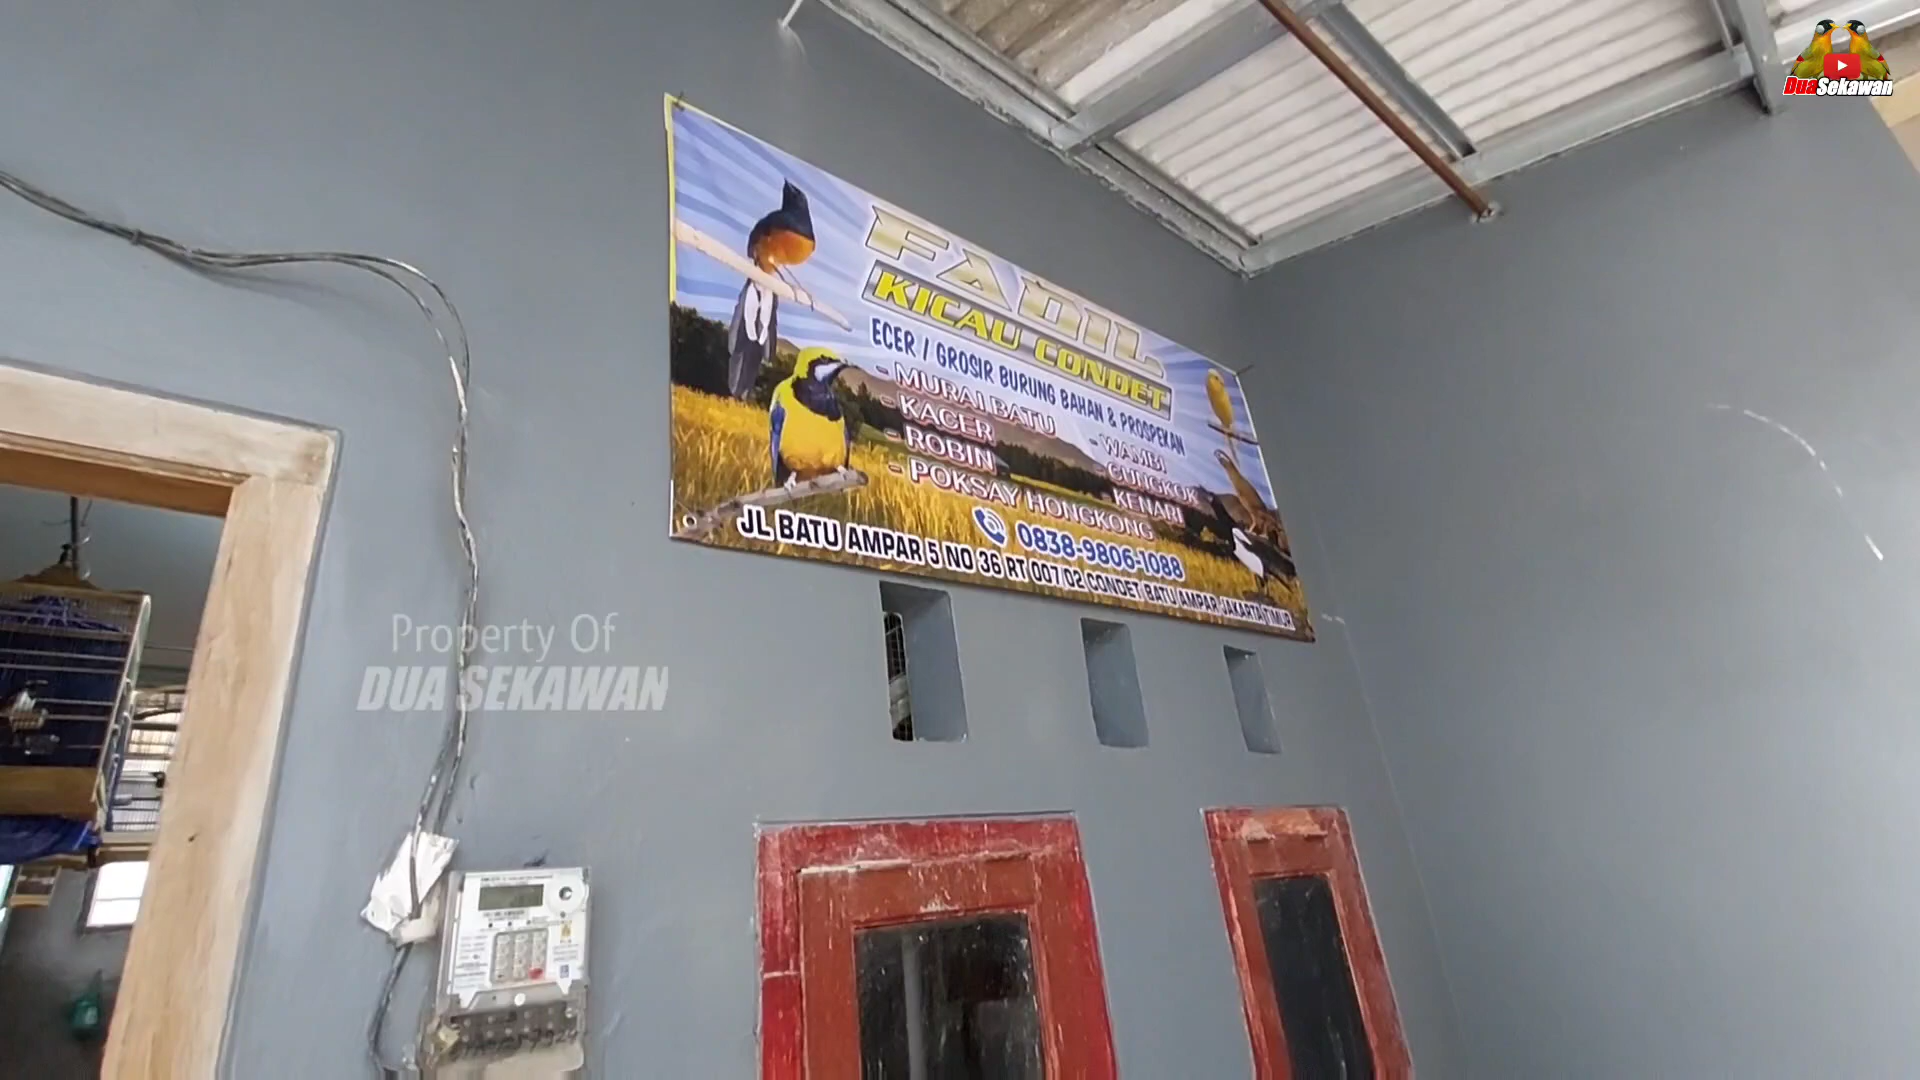 DuaSekawan
FADIL
KICAU CONDET
ECER / GROSIR BURUNG BAHAN & PROSPEKAN
- MURAI BATU
- KACER
- ROBIN
- POKSAY HONGKONG
- WAMBI
- CUNGKOK
- KENARI
0838-9806-1088
JL BATU AMPAR 5 NO 36 RT 007/02 CONDET BATU AMPAR JAKARTA TIMUR
Property Of
DUA SEKAWAN